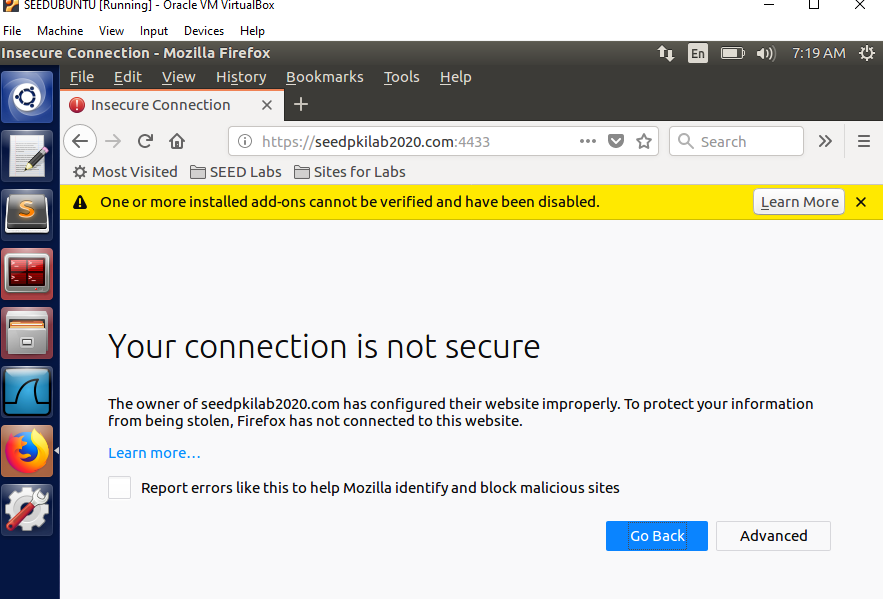 SEEDUBUNTU [Running] - Oracle VM VirtualBox
File Machine View Input Devices Help
Insecure Connection - Mozilla Firefox En 7:19 AM
File Edit View History Bookmarks Tools Help
Insecure Connection
https://seedpkilab2020.com:4433 Search
Most Visited SEED Labs Sites for Labs
One or more installed add-ons cannot be verified and have been disabled. Learn More
Your connection is not secure
The owner of seedpkilab2020.com has configured their website improperly. To protect your information
from being stolen, Firefox has not connected to this website.
Learn more…
Report errors like this to help Mozilla identify and block malicious sites
Go Back Advanced